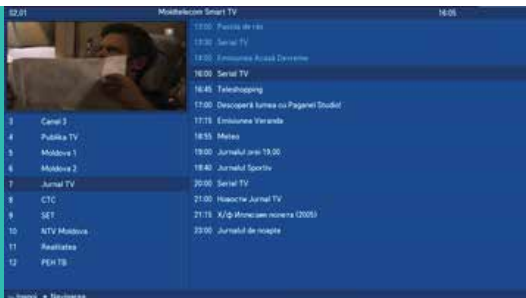 02.01 Moldtelecom Smart TV 16:05
13:00 Pastila de râs
13:30 Serial TV
14:00 Emisiunea Acasă Devreme
16:00 Serial TV
16:45 Teleshopping
17:00 Descoperă lumea cu Paganel Studio!
17:15 Emisiunea Veranda
18:55 Meteo
19:00 Jurnalul orei 19.00
19:40 Jurnalul Sportiv
20:00 Serial TV
21:00 Новости Jurnal TV
21:15 Х/ф Иллюзия полета (2005)
23:00 Jurnalul de noapte
3 Canal 3
4 Publika TV
5 Moldova 1
6 Moldova 2
7 Jurnal TV
8 СТС
9 SET
10 NTV Moldova
11 Realitatea
12 РЕН ТВ
Inapoi Navigarea